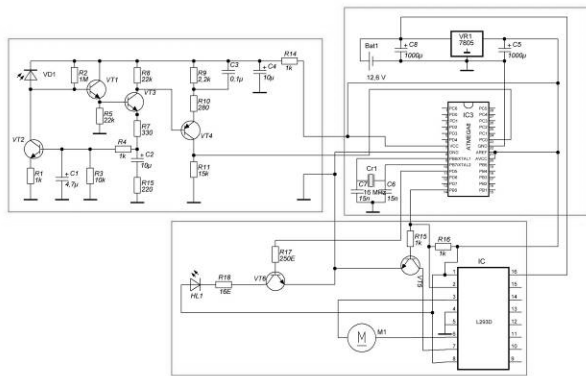 VD1
R2
1M
VT1
R5
22k
R6
22k
VT3
R7
330
R9
2,2k
R10
280
VT4
R11
15k
C3
0,1µ
C4
10µ
R14
1k
VT2
R1
1k
C1
4,7µ
R3
10k
R4
1k
C2
10µ
R15
220
Bat1
12,6 V
C8
1000µ
VR1
7805
C5
1000µ
IC3
ATMEGA8
VCC
GND
Cr1
16 MHz
C7
15n
C6
15n
R15
1k
VT5
R16
1k
R17
250E
VT6
R18
16E
HL1
M
M1
IC
L293D
1
2
3
4
5
6
7
8
16
15
14
13
12
11
10
9